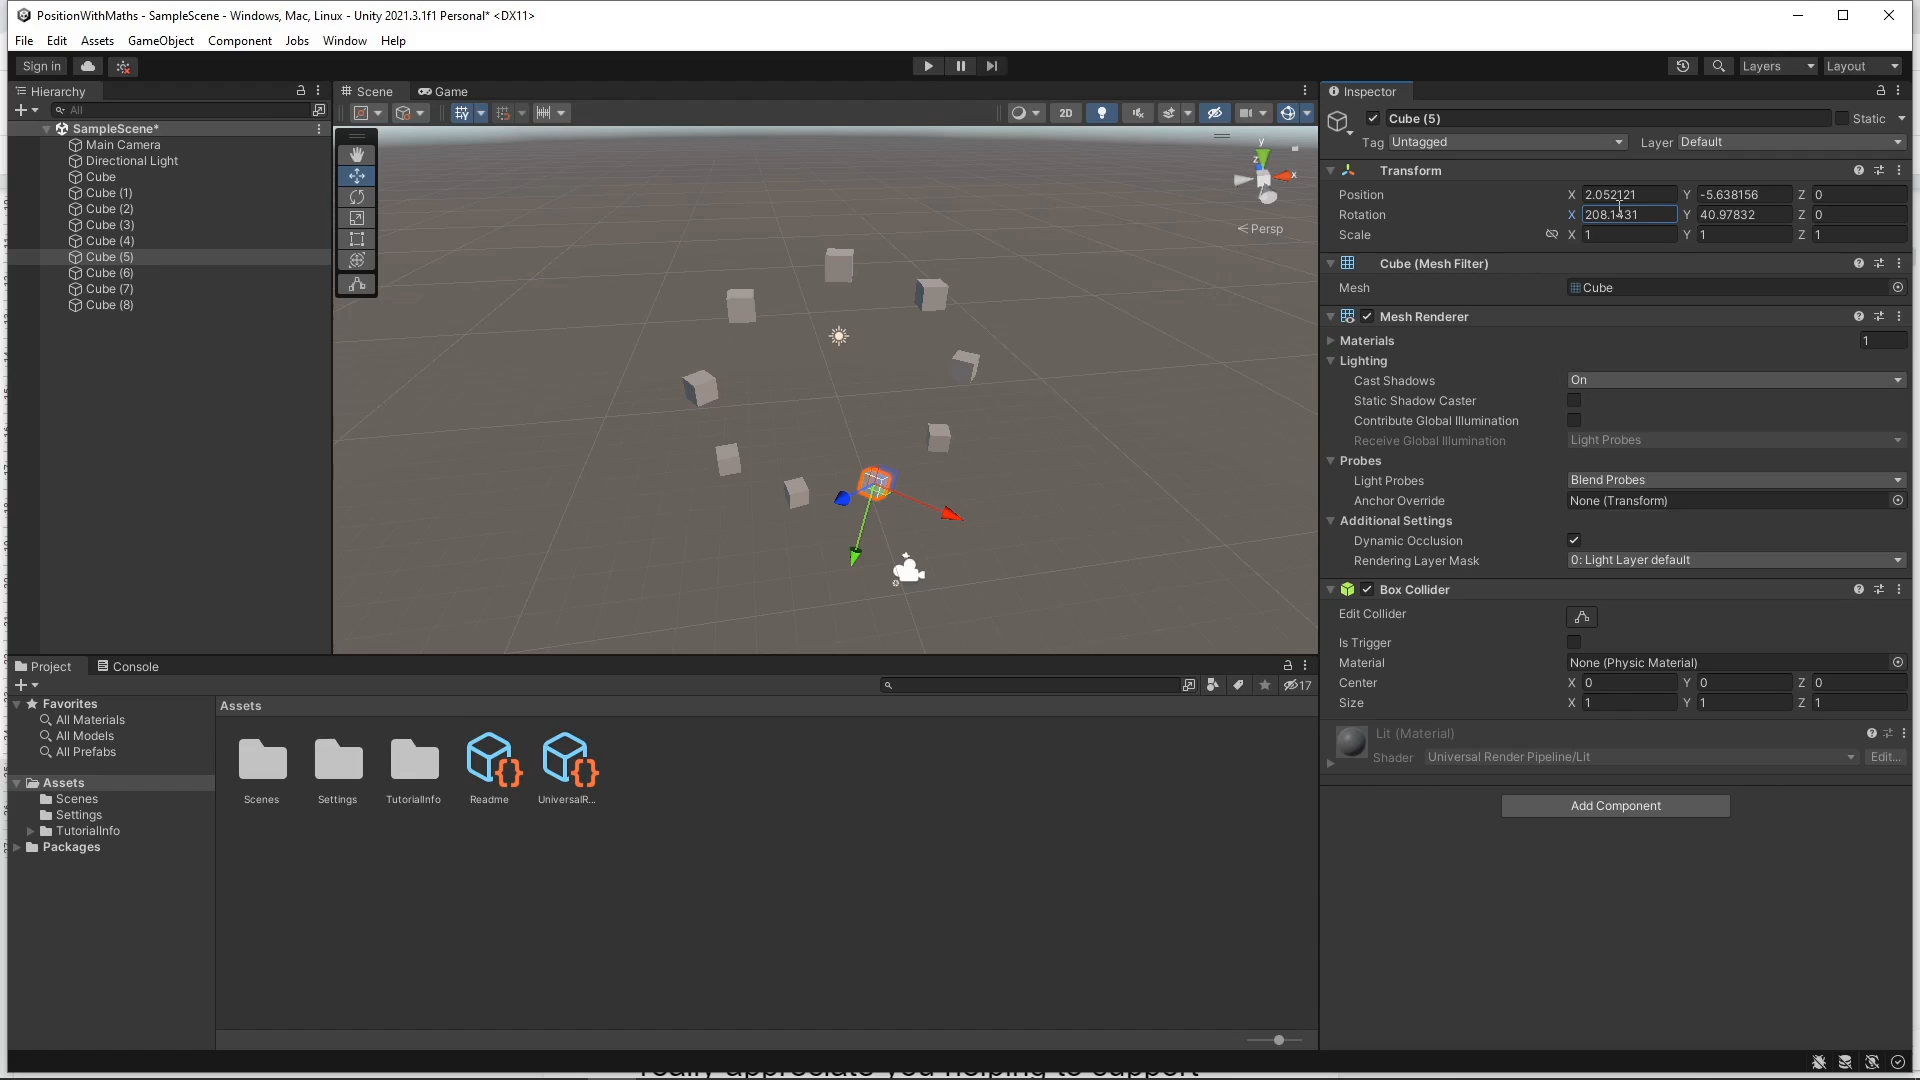 PositionWithMaths - SampleScene - Windows, Mac, Linux - Unity 2021.3.1f1 Personal* <DX11>
File Edit Assets GameObject Component Jobs Window Help
Sign in Layers Layout
Hierarchy
All
SampleScene*
Main Camera
Directional Light
Cube
Cube (1)
Cube (2)
Cube (3)
Cube (4)
Cube (5)
Cube (6)
Cube (7)
Cube (8)
Scene Game
2D
y
z
x
Persp
Inspector
Cube (5) Static
Tag Untagged Layer Default
Transform
Position X 2.052121 Y -5.638156 Z 0
Rotation X 208.1431 Y 40.97832 Z 0
Scale X 1 Y 1 Z 1
Cube (Mesh Filter)
Mesh Cube
Mesh Renderer
Materials 1
Lighting
Cast Shadows On
Static Shadow Caster
Contribute Global Illumination
Receive Global Illumination Light Probes
Probes
Light Probes Blend Probes
Anchor Override None (Transform)
Additional Settings
Dynamic Occlusion
Rendering Layer Mask 0: Light Layer default
Box Collider
Edit Collider
Is Trigger
Material None (Physic Material)
Center X 0 Y 0 Z 0
Size X 1 Y 1 Z 1
Lit (Material)
Shader Universal Render Pipeline/Lit Edit...
Add Component
Project Console
17
Favorites
All Materials
All Models
All Prefabs
Assets
Scenes
Settings
TutorialInfo
Packages
Assets
Scenes Settings TutorialInfo Readme UniversalR...
really appreciate you helping to support